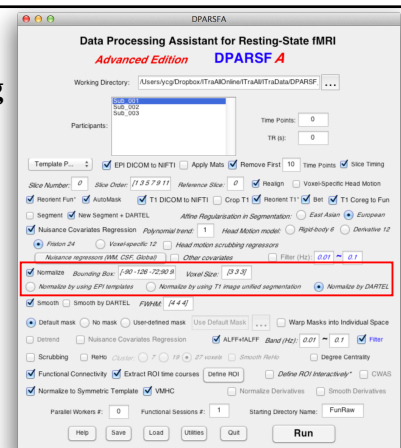 DPARSFA
Data Processing Assistant for Resting-State fMRI
Advanced Edition DPARSF A
g
Working Directory: /Users/ycg/Dropbox/ITraAllOnline/ITraAll/ITraData/DPARSF ...
Participants: Sub_001
Sub_002
Sub_003
Time Points: 0
TR (s): 0
Template P... EPI DICOM to NIFTI Apply Mats Remove First 10 Time Points Slice Timing
Slice Number: 0 Slice Order: [1 3 5 7 9 11 Reference Slice: 0 Realign Voxel-Specific Head Motion
Reorient Fun* AutoMask T1 DICOM to NIFTI Crop T1 Reorient T1* Bet T1 Coreg to Fun
Segment New Segment + DARTEL Affine Regularisation in Segmentation: East Asian European
Nuisance Covariates Regression Polynomial trend: 1 Head Motion model: Rigid-body 6 Derivative 12
Friston 24 Voxel-specific 12 Head motion scrubbing regressors
Nuisance regressors (WM, CSF, Global) Other covariates Filter (Hz): 0.01 ~ 0.1
Normalize Bounding Box: [-90 -126 -72;90 9 Voxel Size: [3 3 3]
Normalize by using EPI templates Normalize by using T1 image unified segmentation Normalize by DARTEL
Smooth Smooth by DARTEL FWHM: [4 4 4]
Default mask No mask User-defined mask Use Default Mask ... Warp Masks into Individual Space
Detrend Nuisance Covariates Regression ALFF+fALFF Band (Hz): 0.01 ~ 0.1 Filter
Scrubbing ReHo Cluster 7 19 27 voxels Smooth ReHo Degree Centrality
Functional Connectivity Extract ROI time courses Define ROI Define ROI Interactively* CWAS
Normalize to Symmetric Template VMHC Normalize Derivatives Smooth Derivatives
Parallel Workers #: 0 Functional Sessions #: 1 Starting Directory Name: FunRaw
Help Save Load Utilities Quit Run